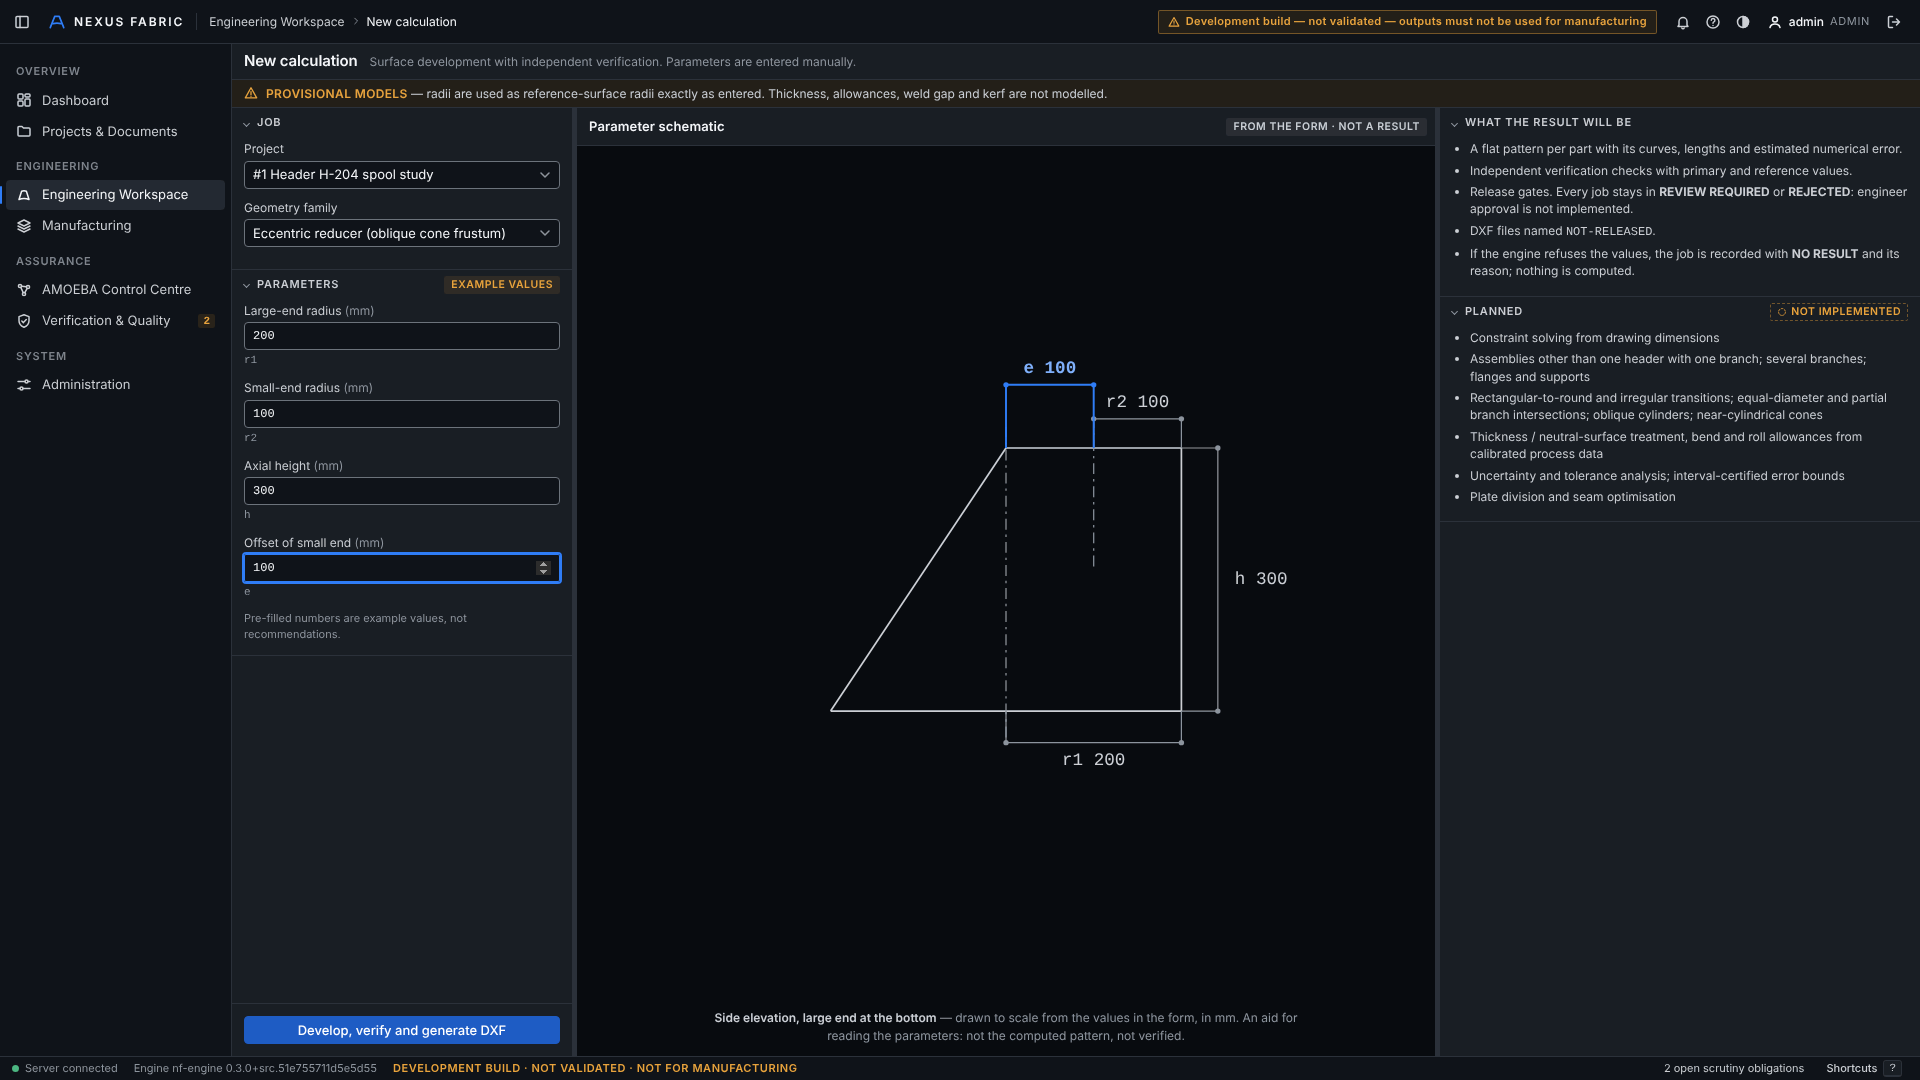 NEXUS FABRIC
Engineering Workspace › New calculation
Development build — not validated — outputs must not be used for manufacturing
admin ADMIN
OVERVIEW
Dashboard
Projects & Documents
ENGINEERING
Engineering Workspace
Manufacturing
ASSURANCE
AMOEBA Control Centre
Verification & Quality 2
SYSTEM
Administration
New calculation Surface development with independent verification. Parameters are entered manually.
PROVISIONAL MODELS — radii are used as reference-surface radii exactly as entered. Thickness, allowances, weld gap and kerf are not modelled.
JOB
Project
#1 Header H-204 spool study
Geometry family
Eccentric reducer (oblique cone frustum)
PARAMETERS EXAMPLE VALUES
Large-end radius (mm)
200
r1
Small-end radius (mm)
100
r2
Axial height (mm)
300
h
Offset of small end (mm)
100
e
Pre-filled numbers are example values, not
recommendations.
Develop, verify and generate DXF
Parameter schematic FROM THE FORM · NOT A RESULT
e 100
r2 100
h 300
r1 200
Side elevation, large end at the bottom — drawn to scale from the values in the form, in mm. An aid for
reading the parameters: not the computed pattern, not verified.
WHAT THE RESULT WILL BE
• A flat pattern per part with its curves, lengths and estimated numerical error.
• Independent verification checks with primary and reference values.
• Release gates. Every job stays in REVIEW REQUIRED or REJECTED: engineer
approval is not implemented.
• DXF files named NOT-RELEASED.
• If the engine refuses the values, the job is recorded with NO RESULT and its
reason; nothing is computed.
PLANNED NOT IMPLEMENTED
• Constraint solving from drawing dimensions
• Assemblies other than one header with one branch; several branches;
flanges and supports
• Rectangular-to-round and irregular transitions; equal-diameter and partial
branch intersections; oblique cylinders; near-cylindrical cones
• Thickness / neutral-surface treatment, bend and roll allowances from
calibrated process data
• Uncertainty and tolerance analysis; interval-certified error bounds
• Plate division and seam optimisation
Server connected Engine nf-engine 0.3.0+src.51e755711d5e5d55 DEVELOPMENT BUILD · NOT VALIDATED · NOT FOR MANUFACTURING
2 open scrutiny obligations Shortcuts ?